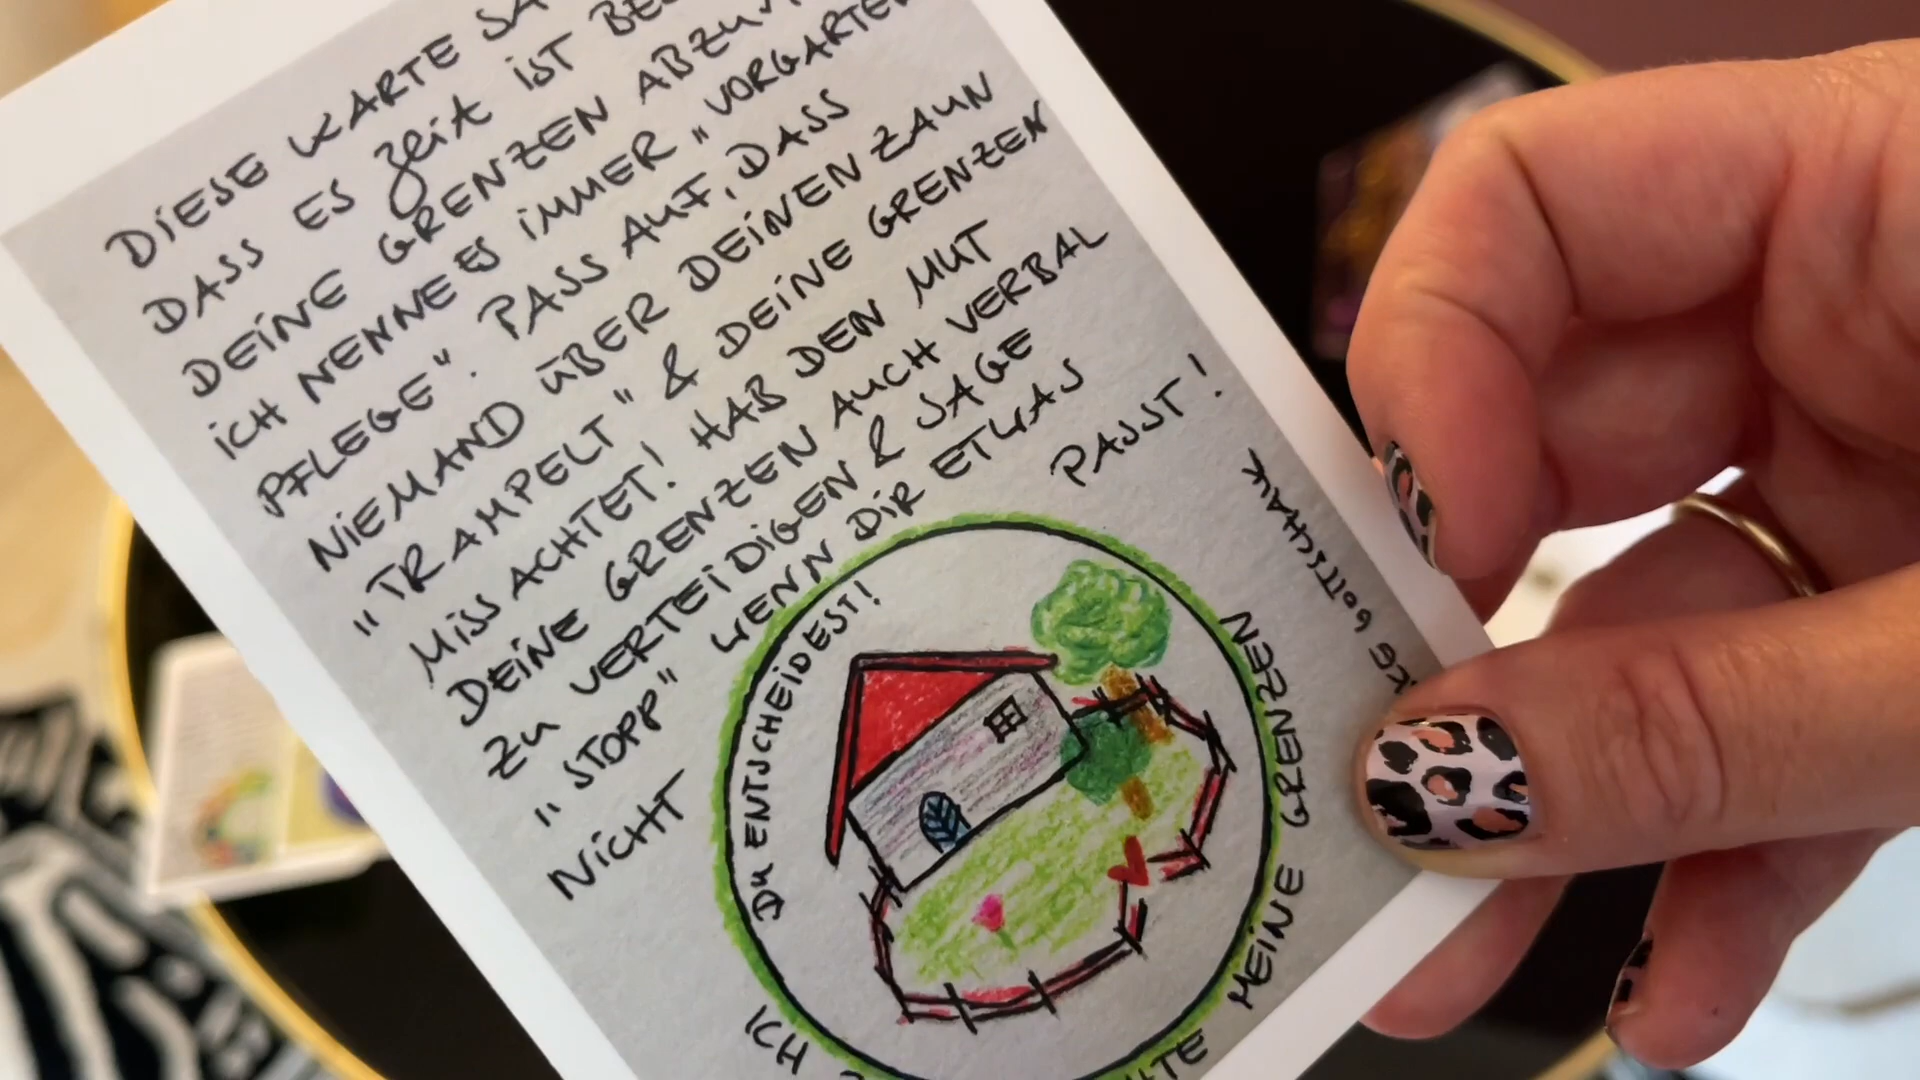 DIESE KARTE
DASS ES Zeit iST
DEINE GRENZEN
ICH NENNE ES IMMER „VORGARTEN
PFLEGE". PASS AUF, DASS
NIEMAND ÜBER DEINEN ZAUN
„TRAMPELT" & DEINE GRENZEN
MISSACHTET! HAB DEN MUT
DEINE GRENZEN AUCH VERBAL
ZU VERTEIDIGEN & SAGE
„STOPP" WENN DIR ETWAS
NICHT PASST!
DU ENTSCHEIDEST!
MEINE GRENZEN
ICH
GOTTSCHALK